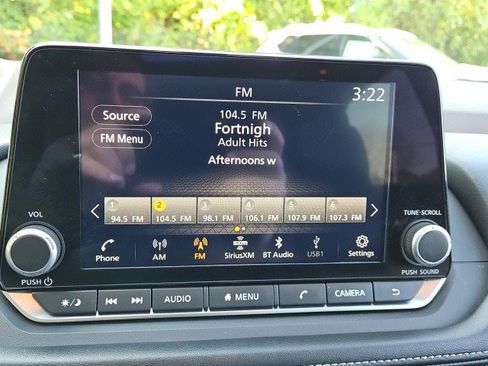 FM
3:22
Source
FM Menu
104.5 FM
Fortnigh
Adult Hits
Afternoons w
1 2 3 4 5 6
94.5 FM 104.5 FM 98.1 FM 106.1 FM 107.9 FM 107.3 FM
VOL
TUNE·SCROLL
Phone AM FM SiriusXM BT Audio USB1 Settings
sxm
PUSH
PUSH SOUND
AUDIO MENU CAMERA